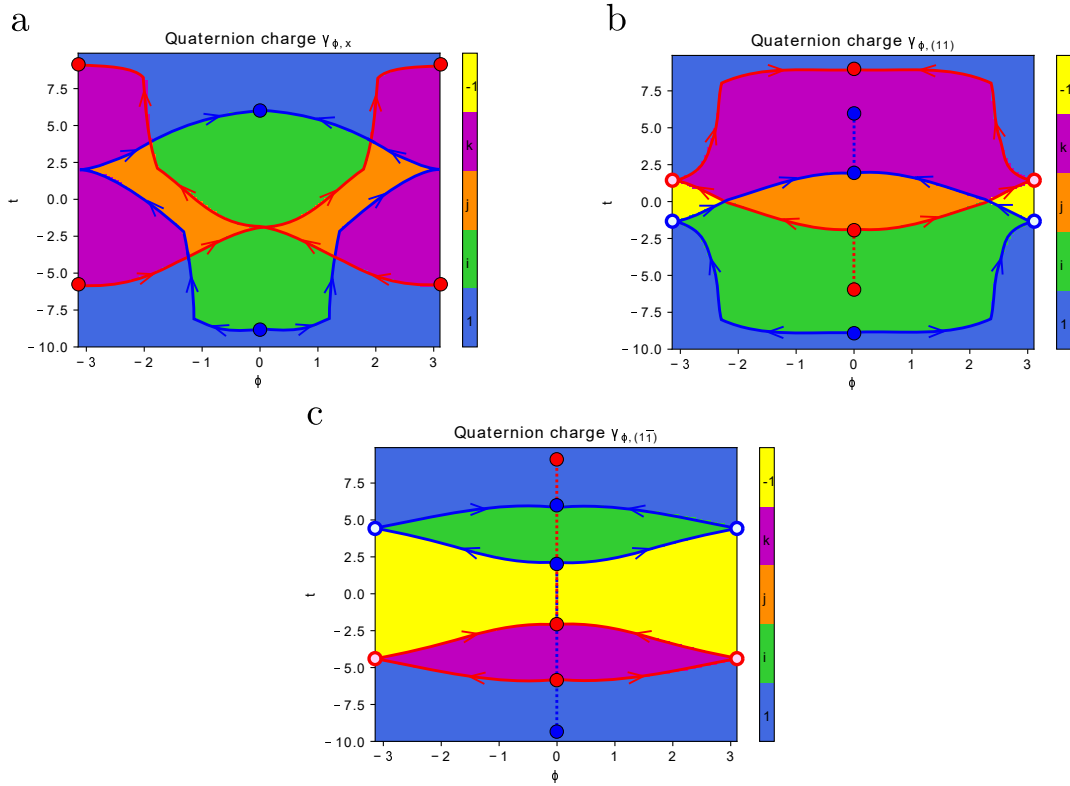 a
Quaternion charge γϕ,x
7.5
5.0
2.5
0.0
−2.5
−5.0
−7.5
−10.0
t
−3 −2 −1 0 1 2 3
ϕ
-1
k
j
i
1
b
Quaternion charge γϕ,(11)
7.5
5.0
2.5
0.0
−2.5
−5.0
−7.5
−10.0
t
−3 −2 −1 0 1 2 3
ϕ
-1
k
j
i
1
c
Quaternion charge γϕ,(11̅)
7.5
5.0
2.5
0.0
−2.5
−5.0
−7.5
−10.0
t
−3 −2 −1 0 1 2 3
ϕ
-1
k
j
i
1